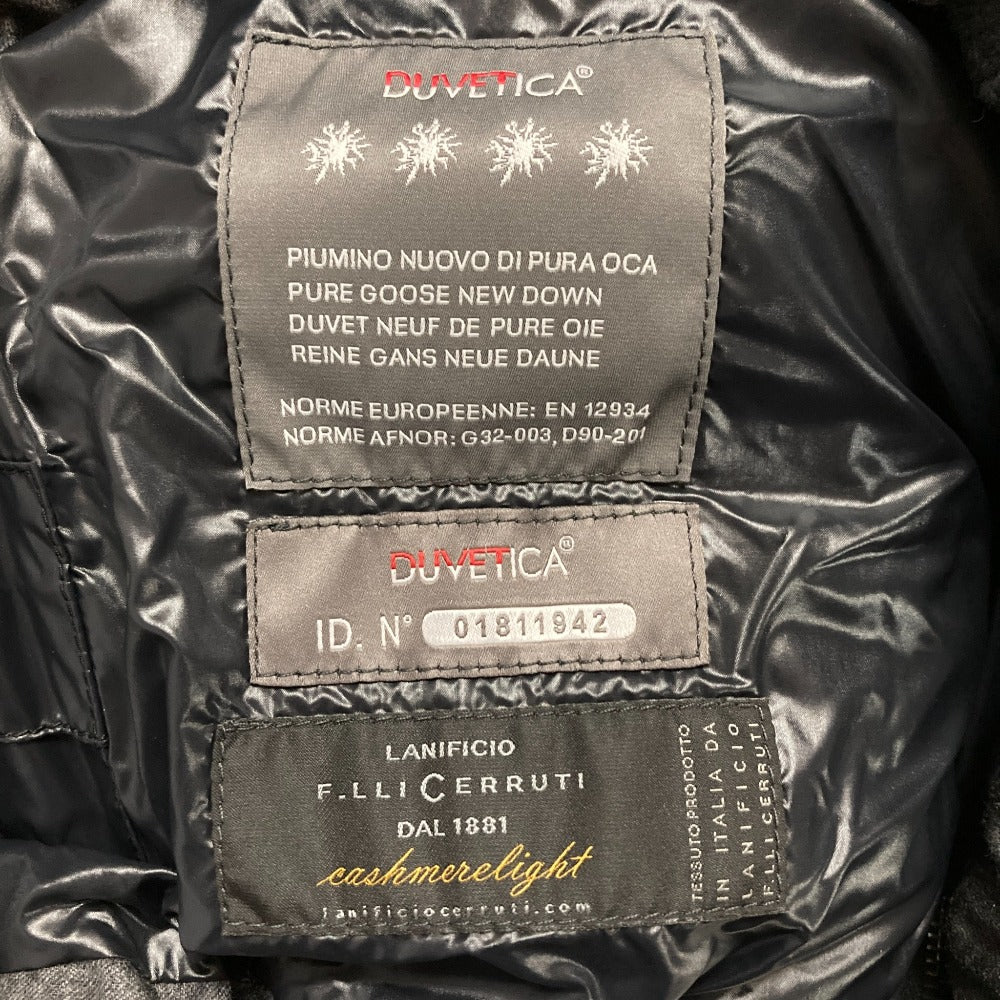 DUVETICA®
PIUMINO NUOVO DI PURA OCA
PURE GOOSE NEW DOWN
DUVET NEUF DE PURE OIE
REINE GANS NEUE DAUNE
NORME EUROPEENNE: EN 12934
NORME AFNOR: G32-003, D90-201
DUVETICA®
ID. N° 01811942
LANIFICIO
F.LLI CERRUTI
DAL 1881
cashmerelight
lanificiocerruti.com
TESSUTO PRODOTTO
IN ITALIA DA
LANIFICIO
F.LLI CERRUTI